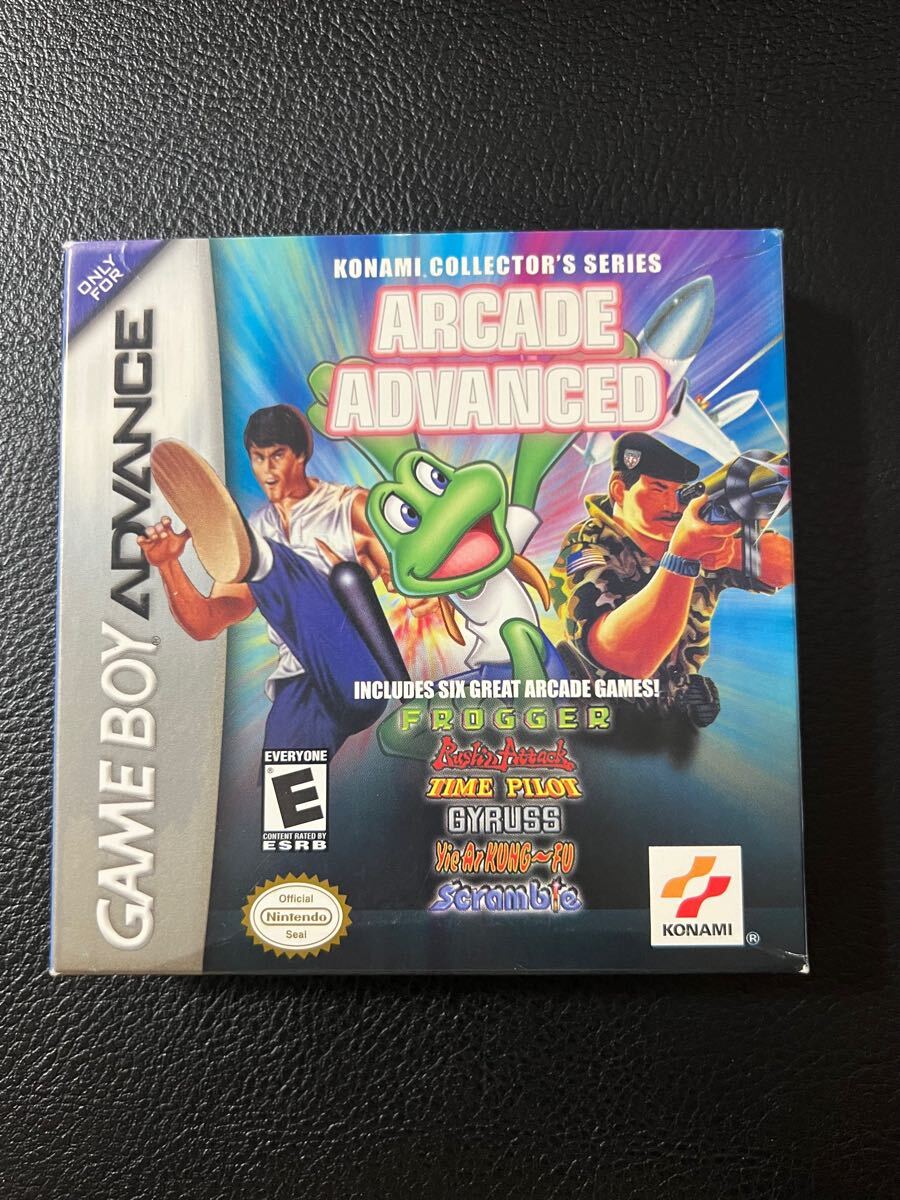 ONLY
FOR
GAME BOY ADVANCE
KONAMI COLLECTOR'S SERIES
ARCADE
ADVANCED
INCLUDES SIX GREAT ARCADE GAMES!
FROGGER
Rush'n Attack
TIME PILOT
GYRUSS
Yie Ar KUNG~FU
Scramble
EVERYONE
E
CONTENT RATED BY
ESRB
Official
Nintendo
Seal
KONAMI
®